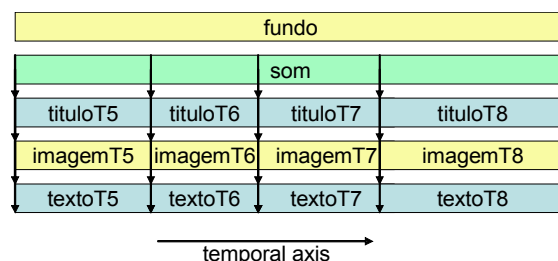 fundo
som
tituloT5 tituloT6 tituloT7 tituloT8
imagemT5 imagemT6 imagemT7 imagemT8
textoT5 textoT6 textoT7 textoT8
temporal axis